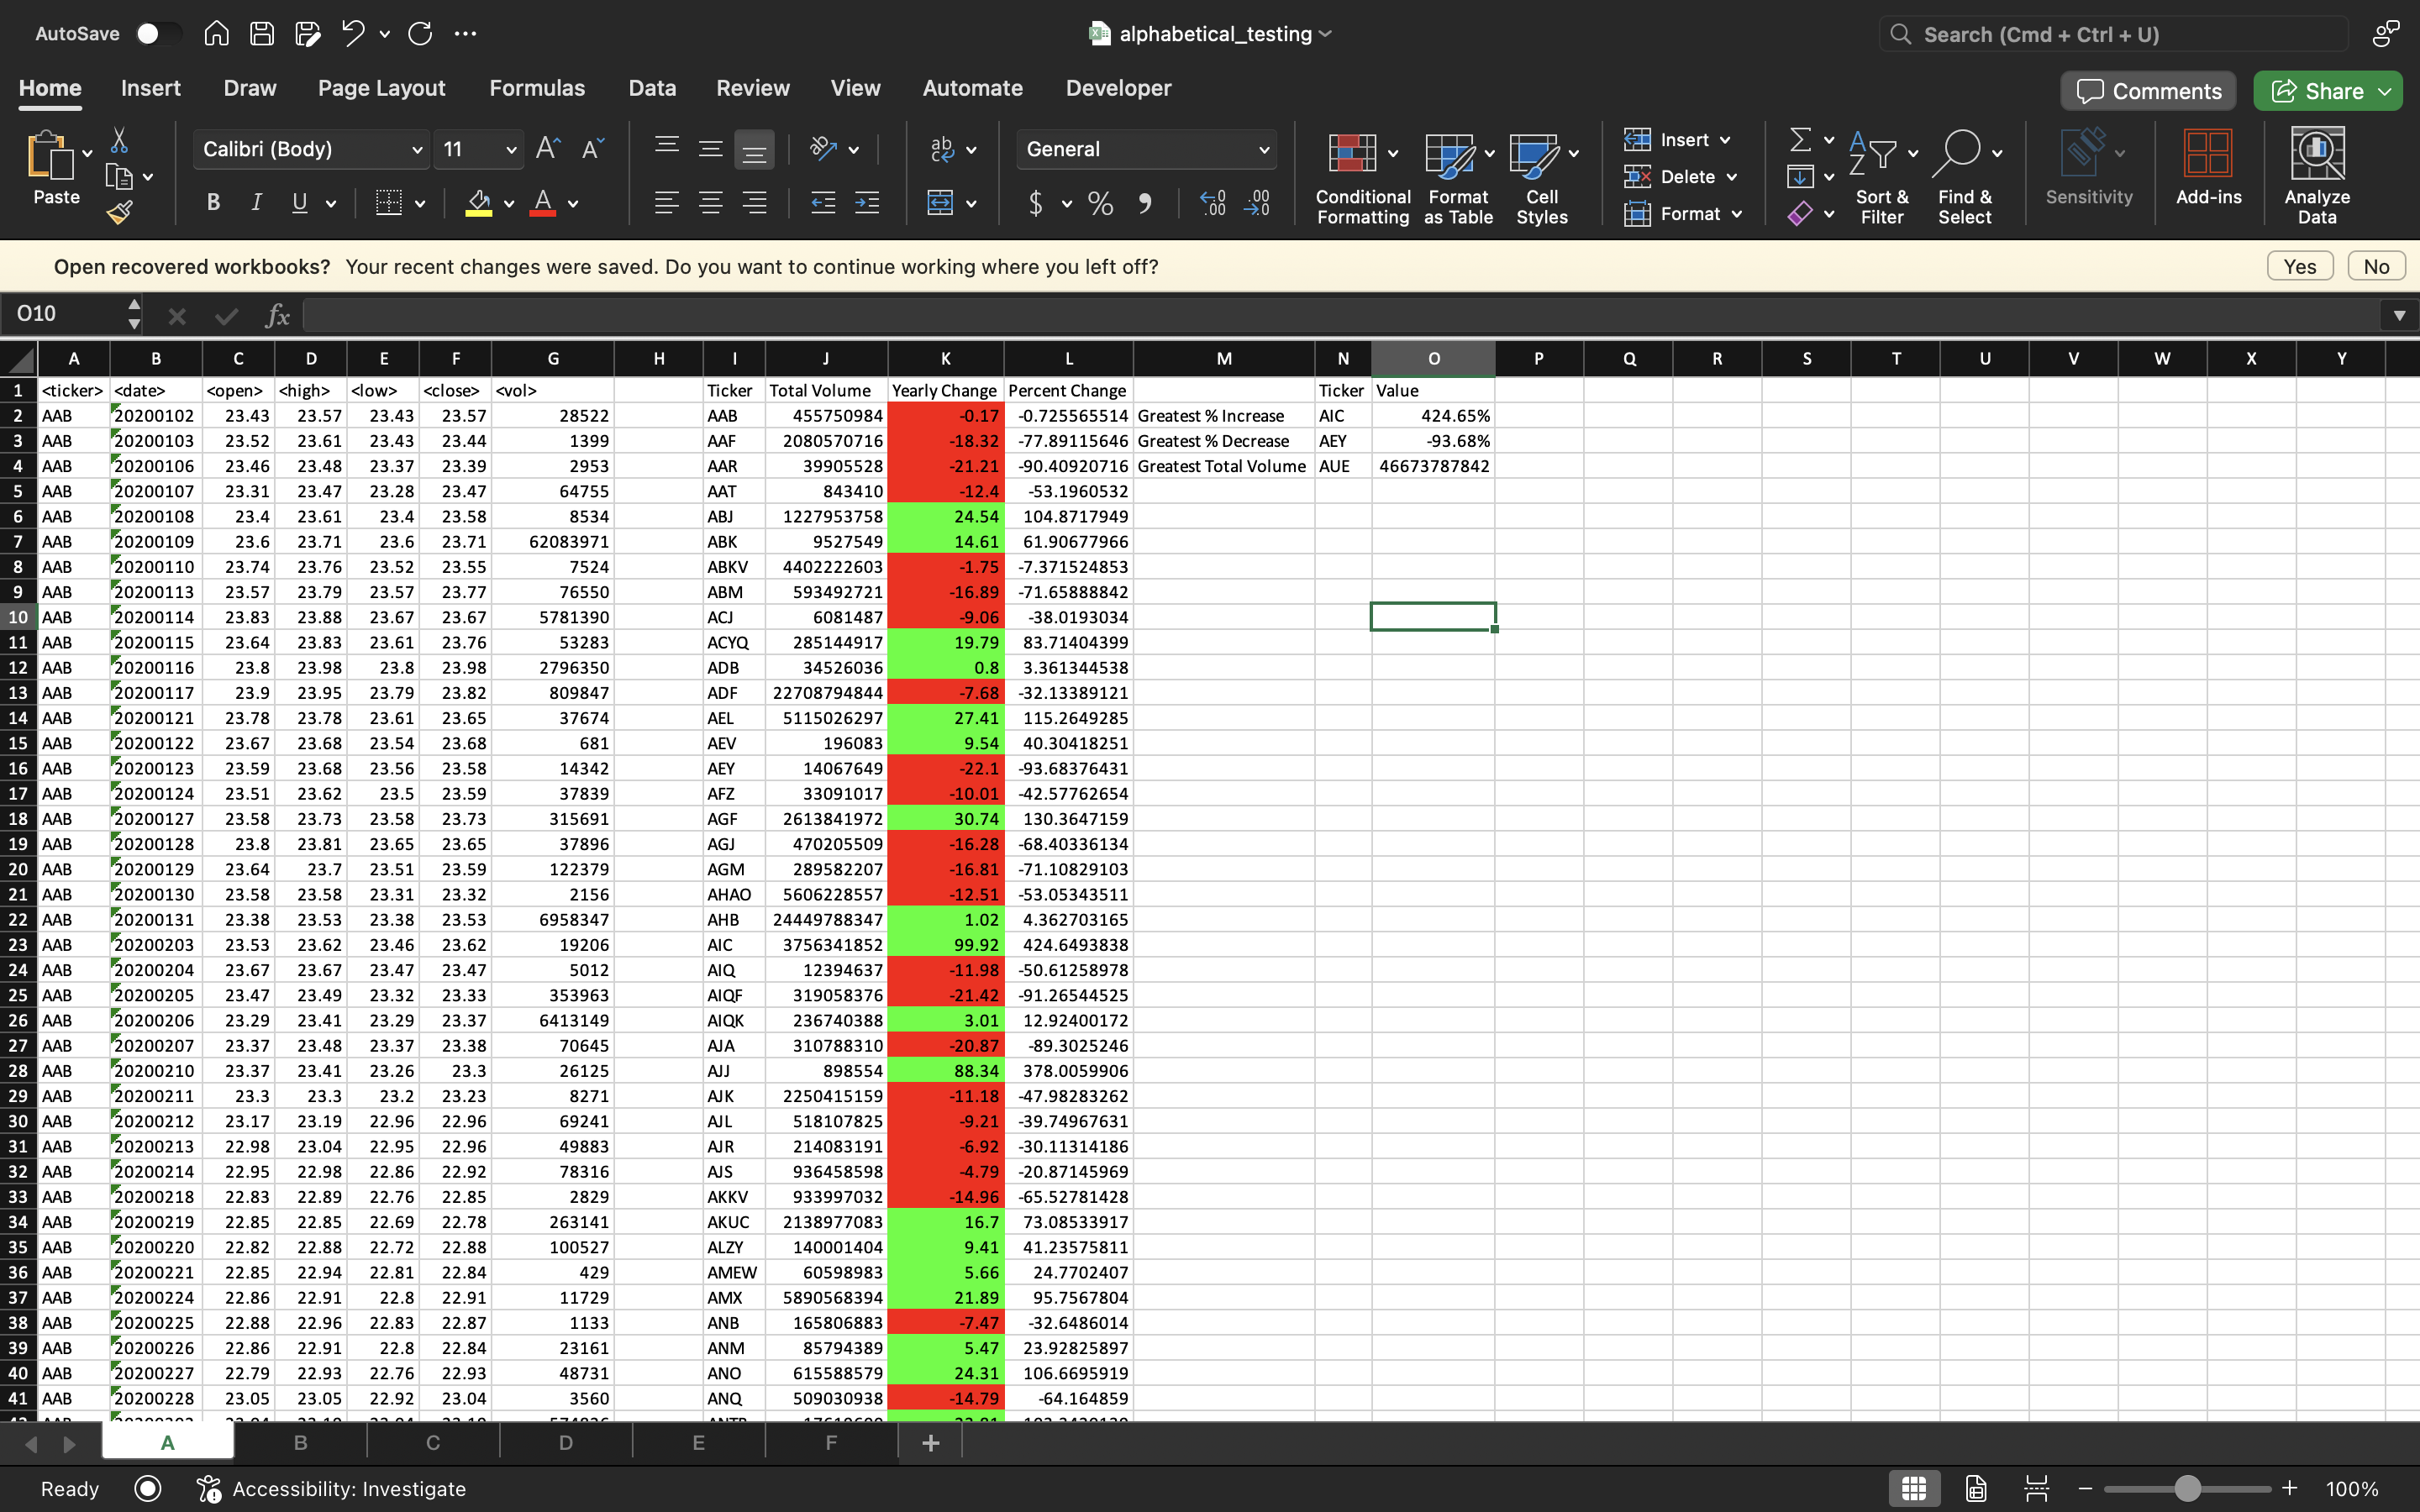 AutoSave
alphabetical_testing
Search (Cmd + Ctrl + U)
Home Insert Draw Page Layout Formulas Data Review View Automate Developer
Comments Share
Paste
Calibri (Body) 11
General
Conditional Formatting
Format as Table
Cell Styles
Insert
Delete
Format
Sort & Filter
Find & Select
Sensitivity
Add-ins
Analyze Data
Open recovered workbooks? Your recent changes were saved. Do you want to continue working where you left off? Yes No
O10 fx
A B C D E F G H I J K L M N O P Q R S T U V W X Y
1 <ticker> <date> <open> <high> <low> <close> <vol> Ticker Total Volume Yearly Change Percent Change Ticker Value
2 AAB 20200102 23.43 23.57 23.43 23.57 28522 AAB 455750984 -0.17 -0.725565514 Greatest % Increase AIC 424.65%
3 AAB 20200103 23.52 23.61 23.43 23.44 1399 AAF 2080570716 -18.32 -77.89115646 Greatest % Decrease AEY -93.68%
4 AAB 20200106 23.46 23.48 23.37 23.39 2953 AAR 39905528 -21.21 -90.40920716 Greatest Total Volume AUE 46673787842
5 AAB 20200107 23.31 23.47 23.28 23.47 64755 AAT 843410 -12.4 -53.1960532
6 AAB 20200108 23.4 23.61 23.4 23.58 8534 ABJ 1227953758 24.54 104.8717949
7 AAB 20200109 23.6 23.71 23.6 23.71 62083971 ABK 9527549 14.61 61.90677966
8 AAB 20200110 23.74 23.76 23.52 23.55 7524 ABKV 4402222603 -1.75 -7.371524853
9 AAB 20200113 23.57 23.79 23.57 23.77 76550 ABM 593492721 -16.89 -71.65888842
10 AAB 20200114 23.83 23.88 23.67 23.67 5781390 ACJ 6081487 -9.06 -38.0193034
11 AAB 20200115 23.64 23.83 23.61 23.76 53283 ACYQ 285144917 19.79 83.71404399
12 AAB 20200116 23.8 23.98 23.8 23.98 2796350 ADB 34526036 0.8 3.361344538
13 AAB 20200117 23.9 23.95 23.79 23.82 809847 ADF 22708794844 -7.68 -32.13389121
14 AAB 20200121 23.78 23.78 23.61 23.65 37674 AEL 5115026297 27.41 115.2649285
15 AAB 20200122 23.67 23.68 23.54 23.68 681 AEV 196083 9.54 40.30418251
16 AAB 20200123 23.59 23.68 23.56 23.58 14342 AEY 14067649 -22.1 -93.68376431
17 AAB 20200124 23.51 23.62 23.5 23.59 37839 AFZ 33091017 -10.01 -42.57762654
18 AAB 20200127 23.58 23.73 23.58 23.73 315691 AGF 2613841972 30.74 130.3647159
19 AAB 20200128 23.8 23.81 23.65 23.65 37896 AGJ 470205509 -16.28 -68.40336134
20 AAB 20200129 23.64 23.7 23.51 23.59 122379 AGM 289582207 -16.81 -71.10829103
21 AAB 20200130 23.58 23.58 23.31 23.32 2156 AHAO 5606228557 -12.51 -53.05343511
22 AAB 20200131 23.38 23.53 23.38 23.53 6958347 AHB 24449788347 1.02 4.362703165
23 AAB 20200203 23.53 23.62 23.46 23.62 19206 AIC 3756341852 99.92 424.6493838
24 AAB 20200204 23.67 23.67 23.47 23.47 5012 AIQ 12394637 -11.98 -50.61258978
25 AAB 20200205 23.47 23.49 23.32 23.33 353963 AIQF 319058376 -21.42 -91.26544525
26 AAB 20200206 23.29 23.41 23.29 23.37 6413149 AIQK 236740388 3.01 12.92400172
27 AAB 20200207 23.37 23.48 23.37 23.38 70645 AJA 310788310 -20.87 -89.3025246
28 AAB 20200210 23.37 23.41 23.26 23.3 26125 AJJ 898554 88.34 378.0059906
29 AAB 20200211 23.3 23.3 23.2 23.23 8271 AJK 2250415159 -11.18 -47.98283262
30 AAB 20200212 23.17 23.19 22.96 22.96 69241 AJL 518107825 -9.21 -39.74967631
31 AAB 20200213 22.98 23.04 22.95 22.96 49883 AJR 214083191 -6.92 -30.11314186
32 AAB 20200214 22.95 22.98 22.86 22.92 78316 AJS 936458598 -4.79 -20.87145969
33 AAB 20200218 22.83 22.89 22.76 22.85 2829 AKKV 933997032 -14.96 -65.52781428
34 AAB 20200219 22.85 22.85 22.69 22.78 263141 AKUC 2138977083 16.7 73.08533917
35 AAB 20200220 22.82 22.88 22.72 22.88 100527 ALZY 140001404 9.41 41.23575811
36 AAB 20200221 22.85 22.94 22.81 22.84 429 AMEW 60598983 5.66 24.7702407
37 AAB 20200224 22.86 22.91 22.8 22.91 11729 AMX 5890568394 21.89 95.7567804
38 AAB 20200225 22.88 22.96 22.83 22.87 1133 ANB 165806883 -7.47 -32.6486014
39 AAB 20200226 22.86 22.91 22.8 22.84 23161 ANM 85794389 5.47 23.92825897
40 AAB 20200227 22.79 22.93 22.76 22.93 48731 ANO 615588579 24.31 106.6695919
41 AAB 20200228 23.05 23.05 22.92 23.04 3560 ANQ 509030938 -14.79 -64.164859
A B C D E F
Ready Accessibility: Investigate 100%